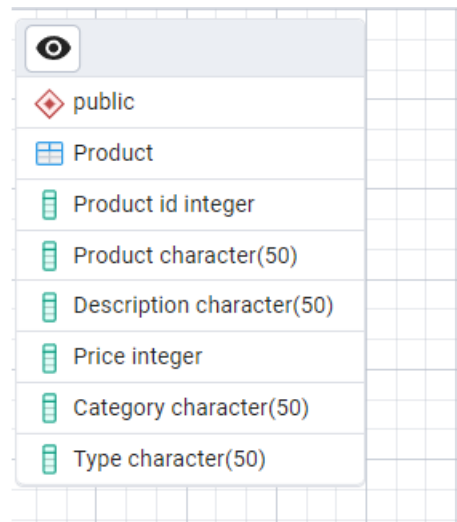 public
Product
Product id integer
Product character(50)
Description character(50)
Price integer
Category character(50)
Type character(50)